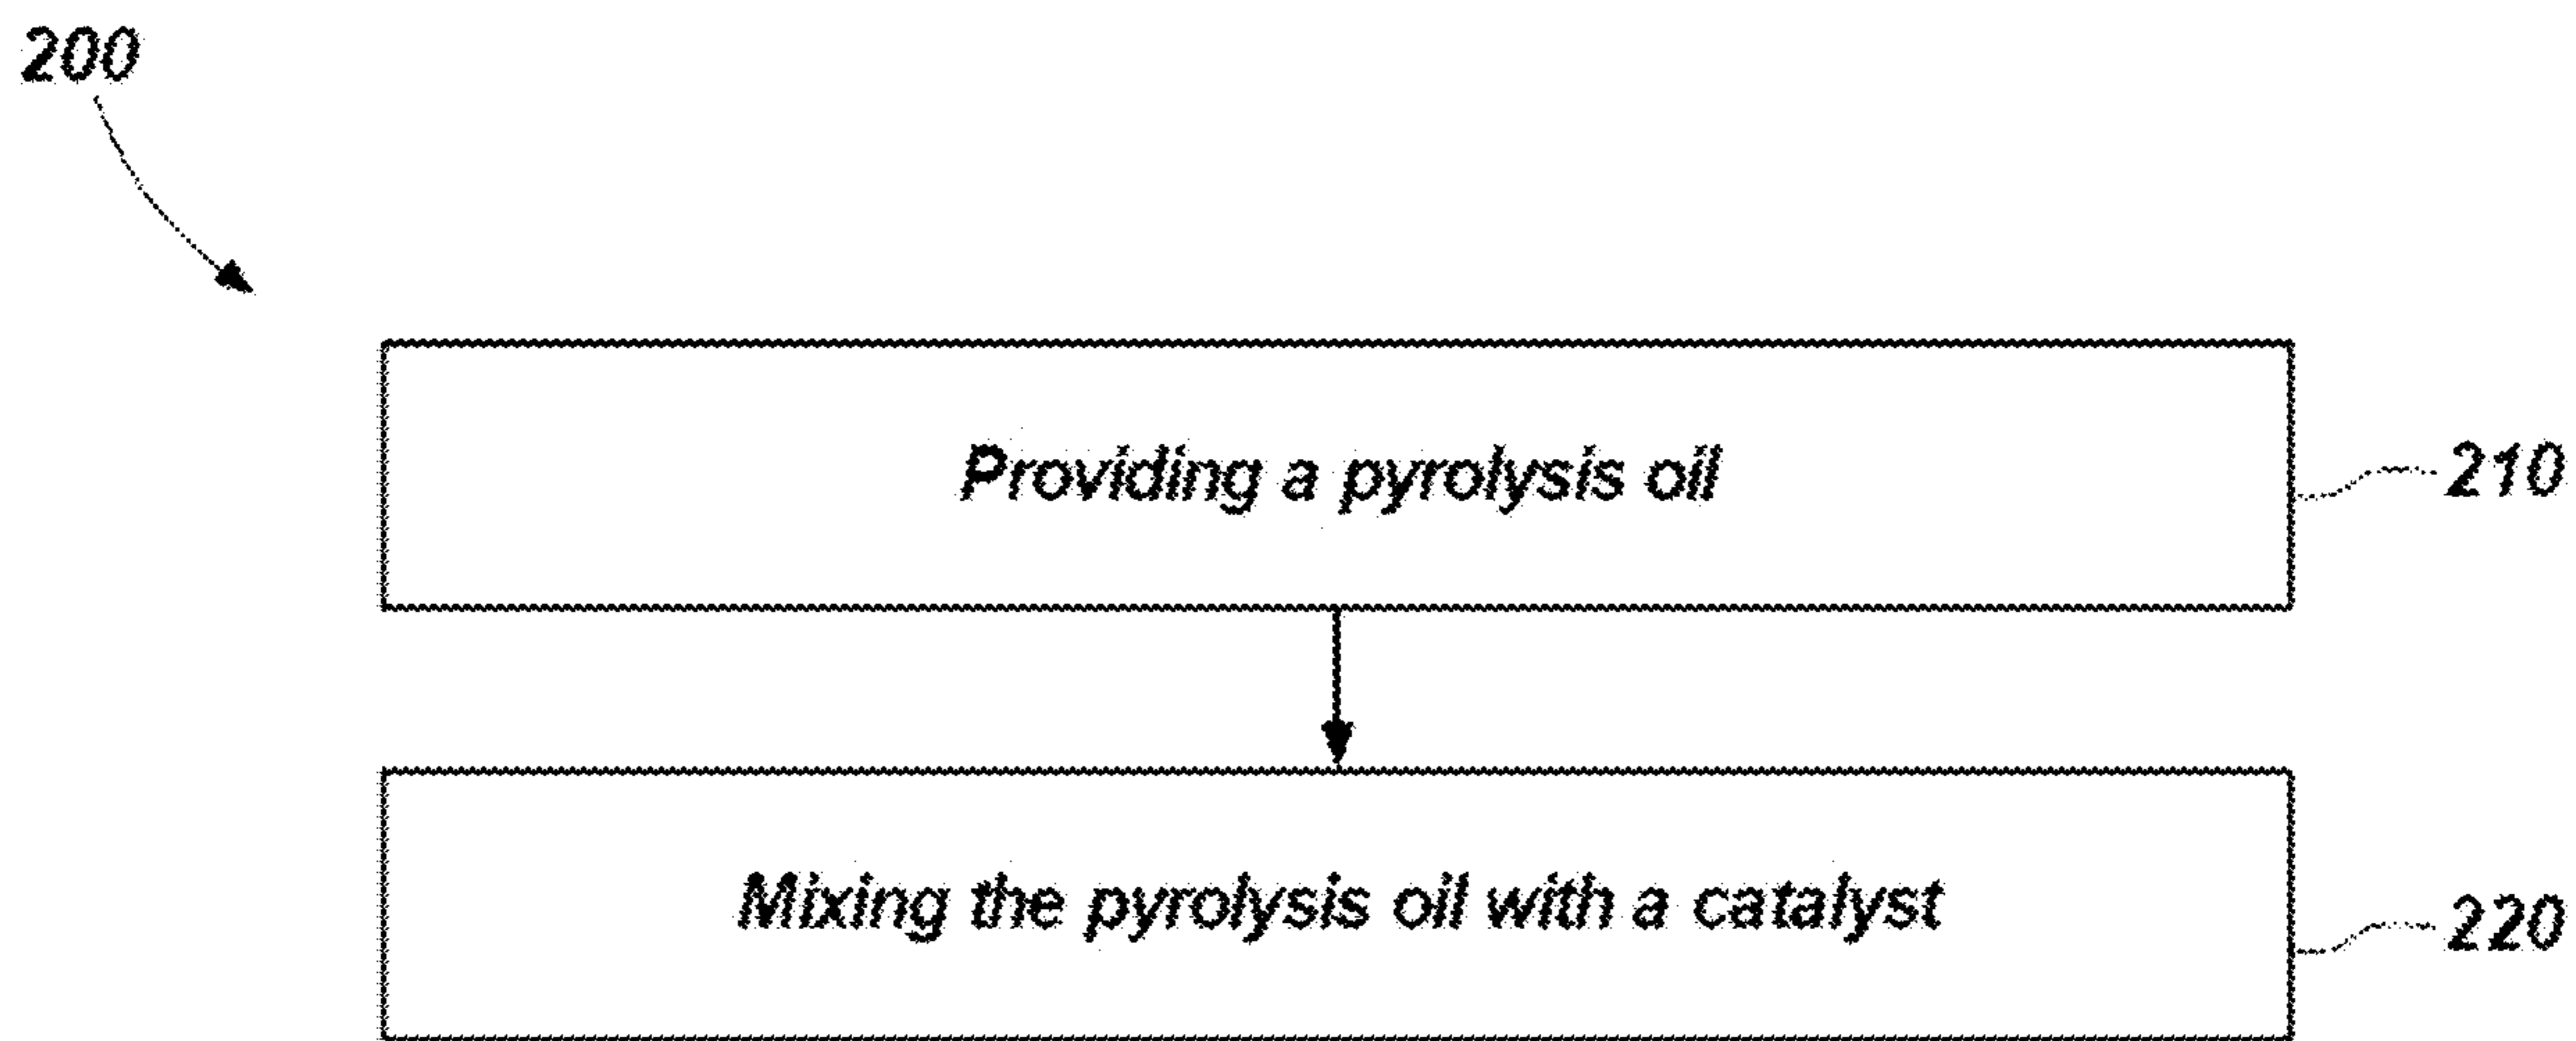 200
Providing a pyrolysis oil
210
Mixing the pyrolysis oil with a catalyst
220